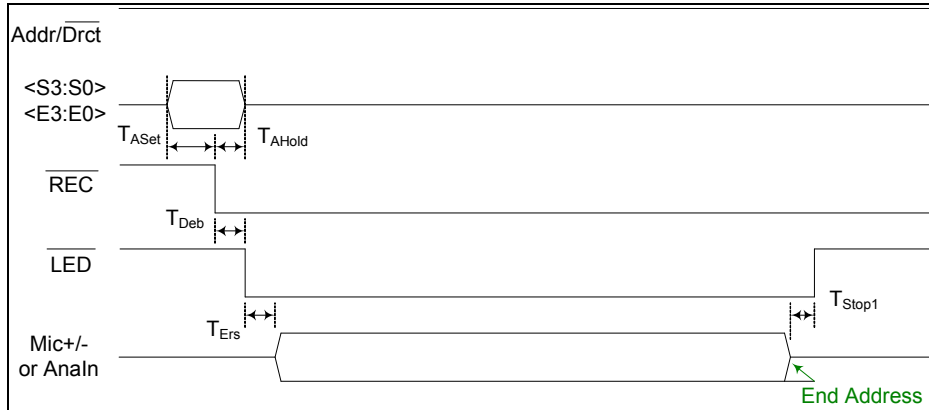 Addr/Drct
<S3:S0>
<E3:E0>
TASet
TAHold
REC
TDeb
LED
TErs
TStop1
Mic+/-
or AnaIn
End Address